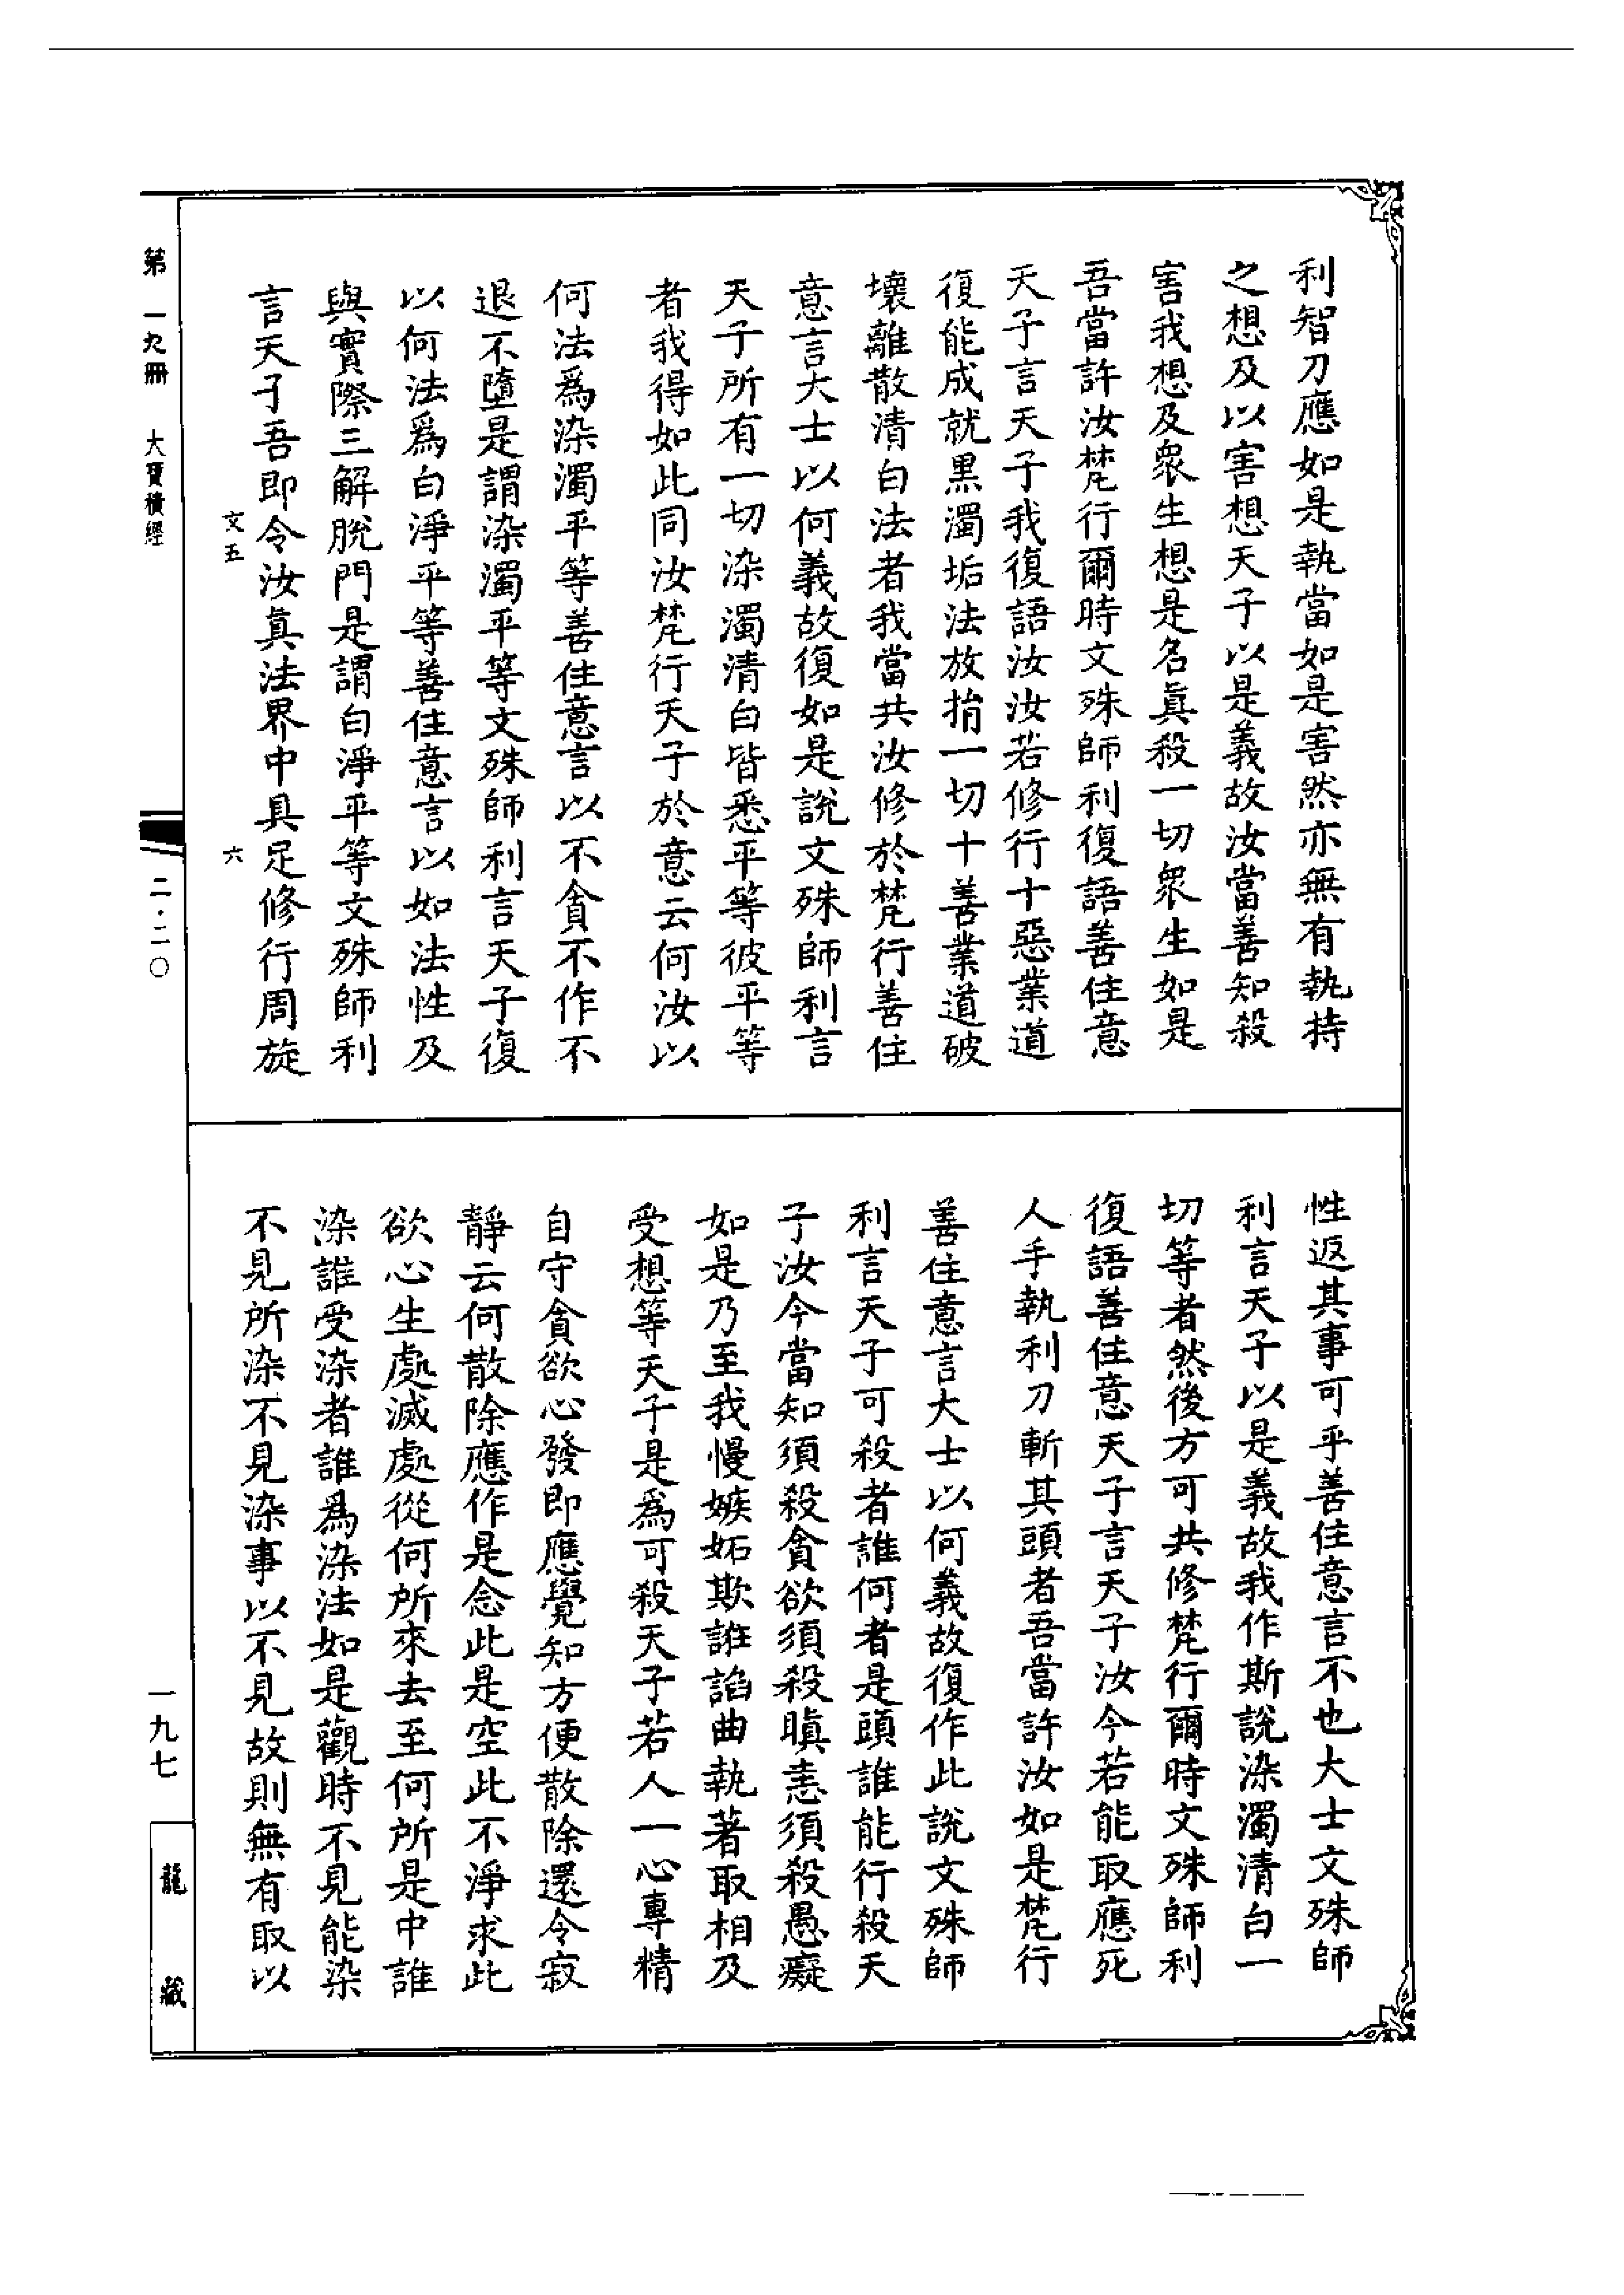 利智刀應如是執當如是害然亦無有執持
之想及以害想天子以是義故汝當善知殺
害我想及眾生想是名眞殺一切眾生如是
吾當許汝梵行爾時文殊師利復語善住意
天子言天子我復語汝汝若修行十惡業道
復能成就黑濁垢法放捎一切十善業道破
壞離散清白法者我當共汝修於梵行善住
意言大士以何義故復如是說文殊師利言
天子所有一切染濁清白皆悉平等彼平等
者我得如此同汝梵行天子於意云何汝以
何法爲染濁平等善住意言以不貪不作不
退不墮是謂染濁平等文殊師利言天子復
以何法爲白淨平等善住意言以如法性及
與實際三解脫門是謂白淨平等文殊師利
言天子吾即令汝眞法界中具足修行周旋
文五 六
性返其事可乎善住意言不也大士文殊師
利言天子以是義故我作斯說染濁清白一
切等者然後方可共修梵行爾時文殊師利
復語善住意天子言天子汝今若能取應死
人手執利刀斬其頭者吾當許汝如是梵行
善住意言大士以何義故復作此說文殊師
利言天子可殺者誰何者是頭誰能行殺天
子汝今當知須殺貪欲須殺瞋恚須殺愚癡
如是乃至我慢嫉妬欺誑諂曲執著取相及
受想等天子是爲可殺天子若人一心專精
自守貪欲心發即應覺知方便散除還令寂
靜云何散除應作是念此是空此不淨求此
欲心生處滅處從何所來去至何所是中誰
染誰受染者誰爲染法如是觀時不見能染
不見所染不見染事以不見故則無有取以
第一九冊 大寶積經
二·二〇
一九七
龍藏